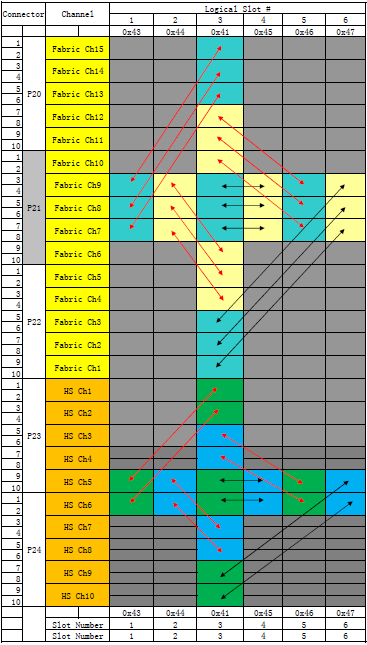 Connector Channel Logical Slot #
1 2 3 4 5 6
0x43 0x44 0x41 0x45 0x46 0x47
1
2
Fabric Ch15
3
4
Fabric Ch14
5
6
P20
Fabric Ch13
7
8
Fabric Ch12
9
10
Fabric Ch11
1
2
Fabric Ch10
3
4
Fabric Ch9
5
6
P21
Fabric Ch8
7
8
Fabric Ch7
9
10
Fabric Ch6
1
2
Fabric Ch5
3
4
Fabric Ch4
5
6
P22
Fabric Ch3
7
8
Fabric Ch2
9
10
Fabric Ch1
1
2
HS Ch1
3
4
HS Ch2
5
6
P23
HS Ch3
7
8
HS Ch4
9
10
HS Ch5
1
2
HS Ch6
3
4
HS Ch7
5
6
P24
HS Ch8
7
8
HS Ch9
9
10
HS Ch10
0x43 0x44 0x41 0x45 0x46 0x47
Slot Number 1 2 3 4 5 6
Slot Number 1 2 3 4 5 6